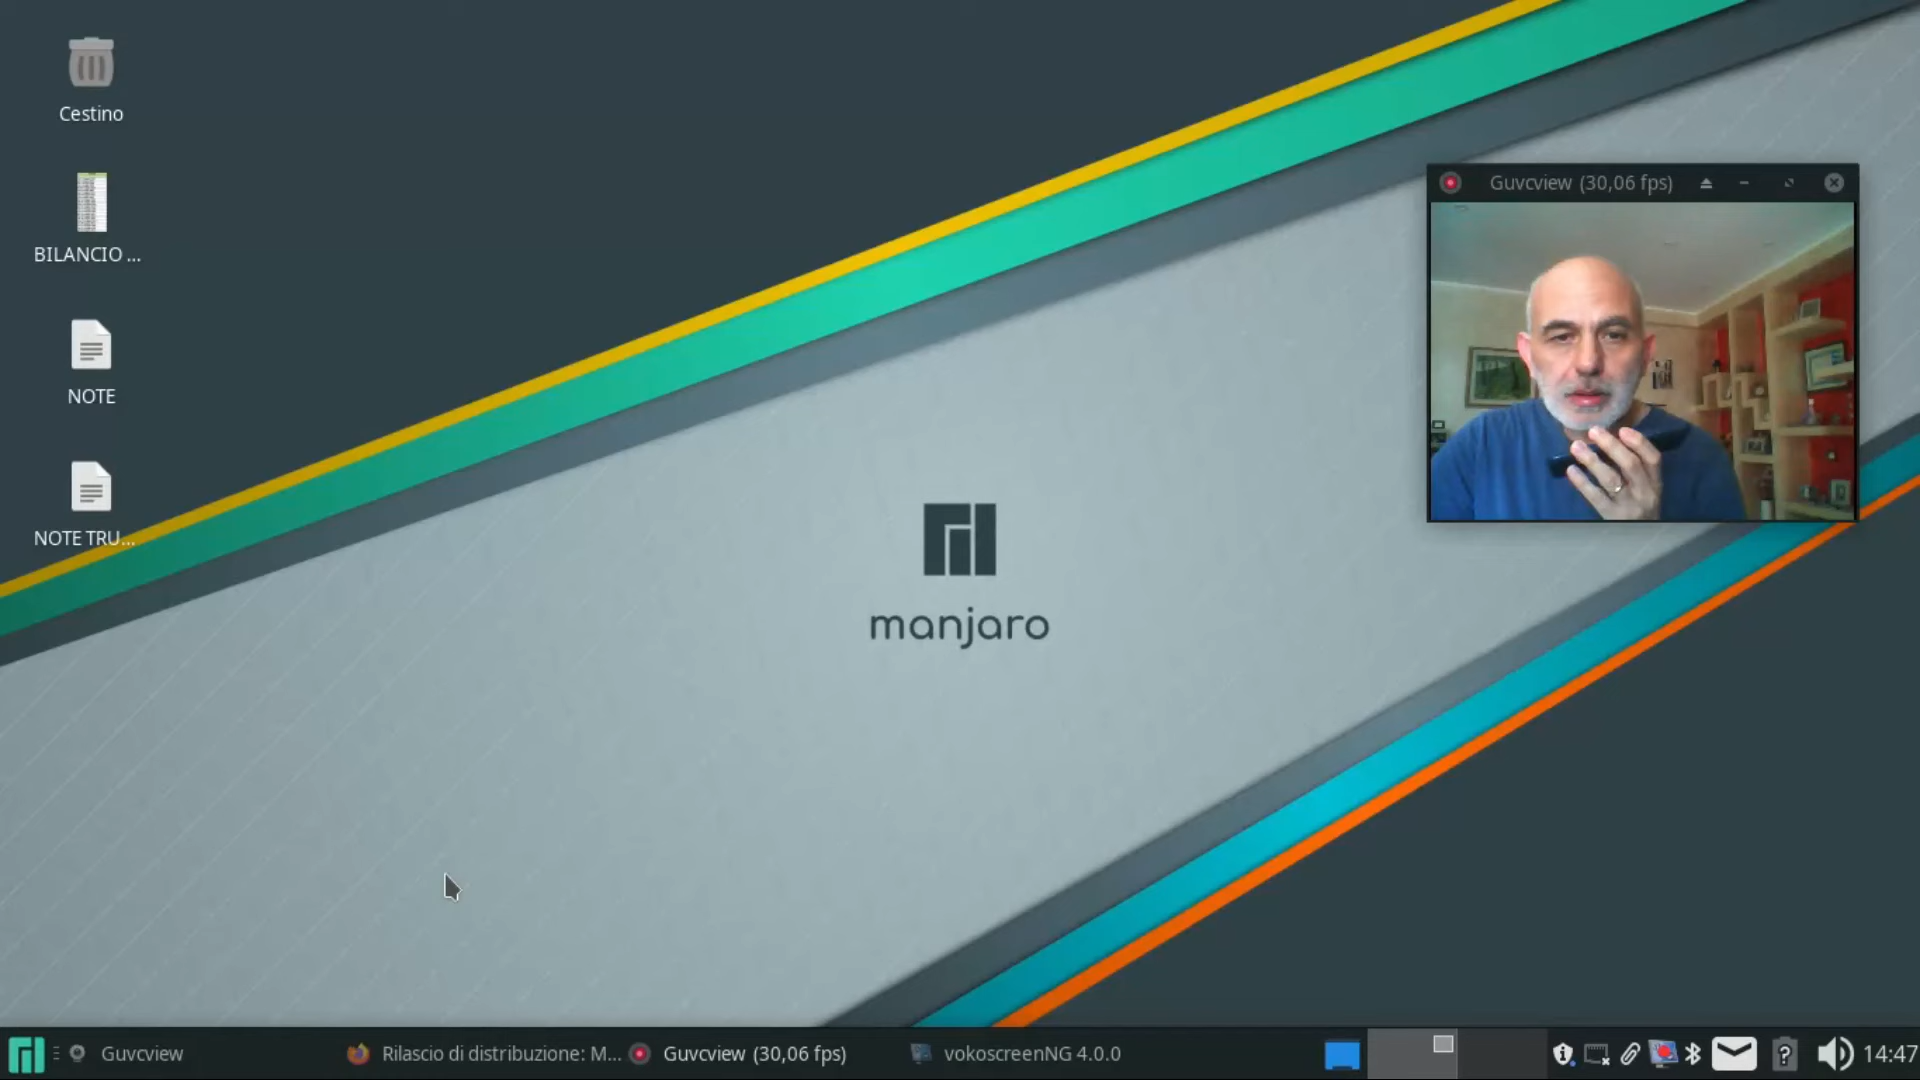 Cestino
BILANCIO ...
NOTE
NOTE TRU...
Guvcview (30,06 fps)
manjaro
Guvcview
Rilascio di distribuzione: M...
Guvcview (30,06 fps)
vokoscreenNG 4.0.0
14:47